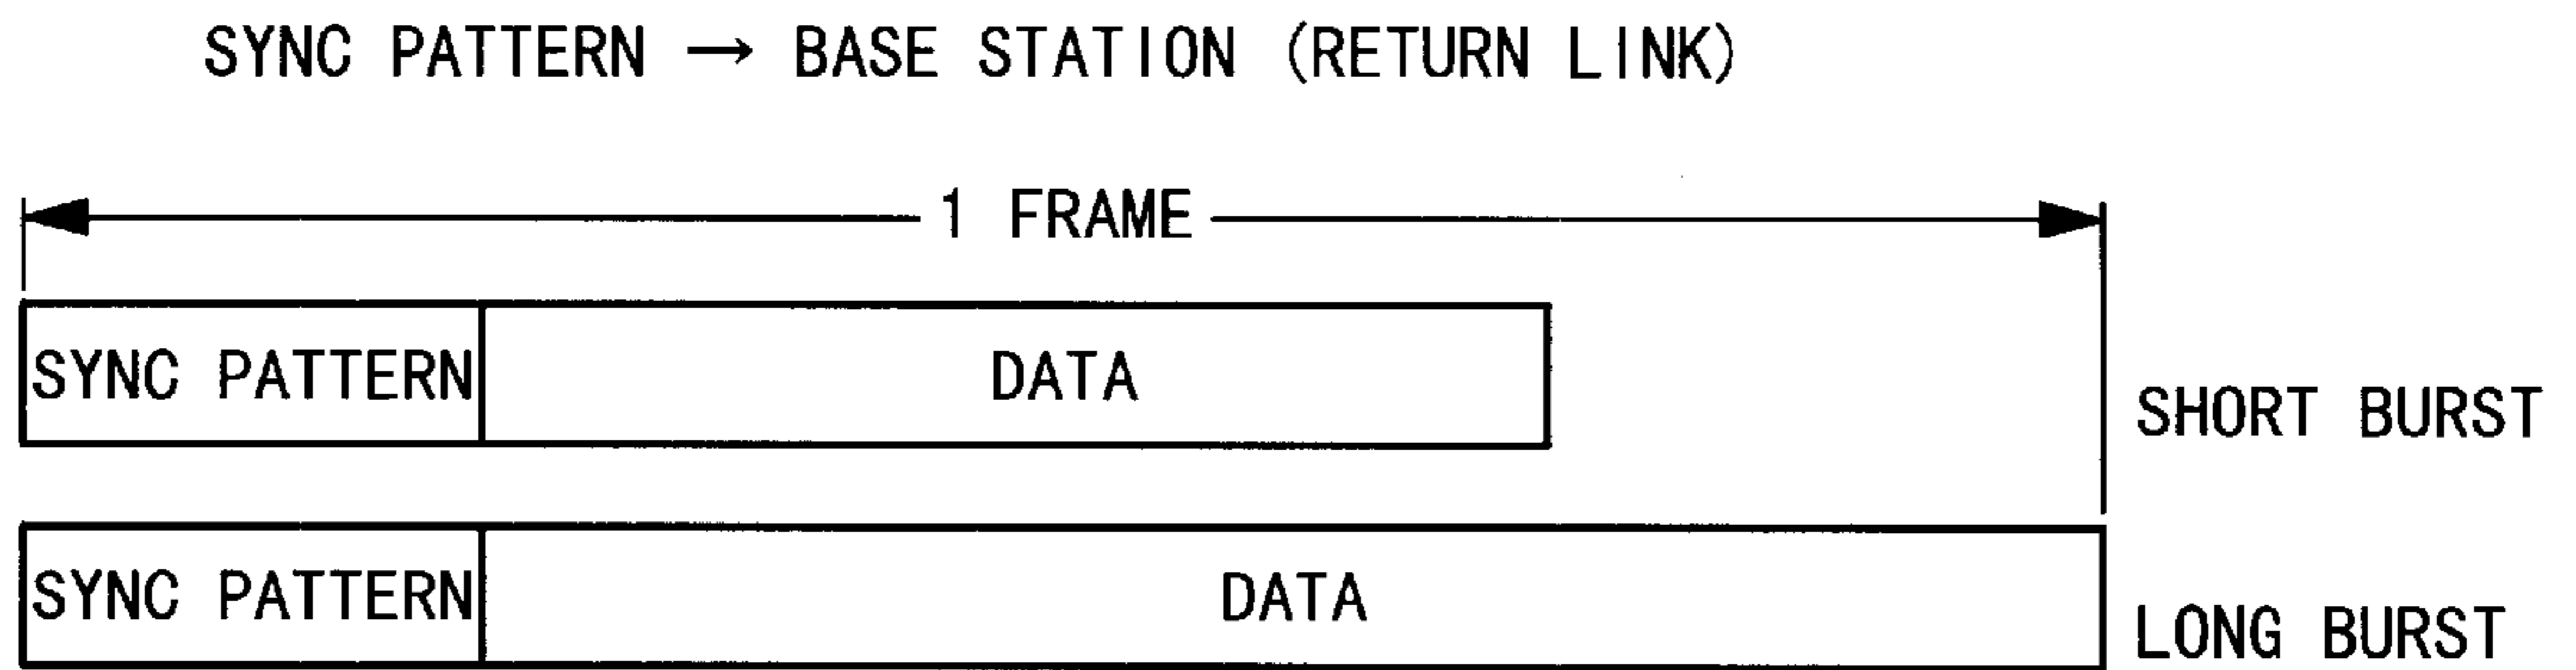 SYNC PATTERN → BASE STATION (RETURN LINK)
1 FRAME
SYNC PATTERN DATA SHORT BURST
SYNC PATTERN DATA LONG BURST